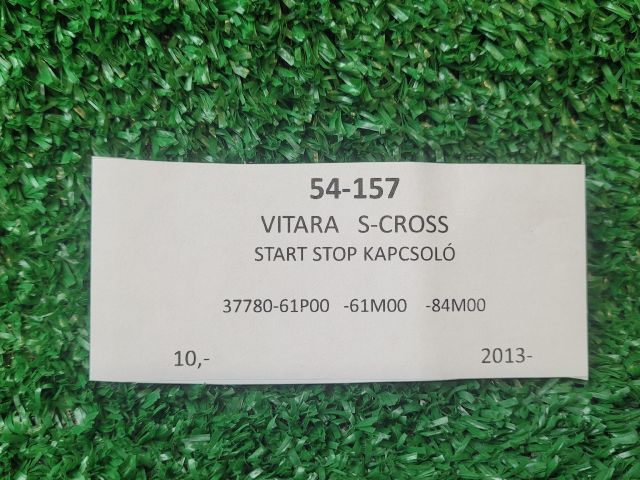 54-157
VITARA S-CROSS
START STOP KAPCSOLÓ
37780-61P00 -61M00 -84M00
10,- 2013-